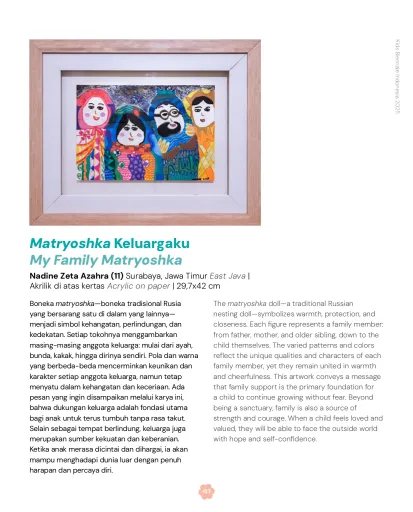 Kids Biennale Indonesia 2025
Matryoshka Keluargaku
My Family Matryoshka
Nadine Zeta Azahra (11) Surabaya, Jawa Timur East Java |
Akrilik di atas kertas Acrylic on paper | 29,7x42 cm
Boneka matryoshka—boneka tradisional Rusia
yang bersarang satu di dalam yang lainnya—
menjadi simbol kehangatan, perlindungan, dan
kedekatan. Setiap tokohnya menggambarkan
masing-masing anggota keluarga: mulai dari ayah,
bunda, kakak, hingga dirinya sendiri. Pola dan warna
yang berbeda-beda mencerminkan keunikan dan
karakter setiap anggota keluarga, namun tetap
menyatu dalam kehangatan dan keceriaan. Ada
pesan yang ingin disampaikan melalui karya ini,
bahwa dukungan keluarga adalah fondasi utama
bagi anak untuk terus tumbuh tanpa rasa takut.
Selain sebagai tempat berlindung, keluarga juga
merupakan sumber kekuatan dan keberanian.
Ketika anak merasa dicintai dan dihargai, ia akan
mampu menghadapi dunia luar dengan penuh
harapan dan percaya diri.
The matryoshka doll—a traditional Russian
nesting doll—symbolizes warmth, protection, and
closeness. Each figure represents a family member:
from father, mother, and older sibling, down to the
child themselves. The varied patterns and colors
reflect the unique qualities and characters of each
family member, yet they remain united in warmth
and cheerfulness. This artwork conveys a message
that family support is the primary foundation for
a child to continue growing without fear. Beyond
being a sanctuary, family is also a source of
strength and courage. When a child feels loved and
valued, they will be able to face the outside world
with hope and self-confidence.